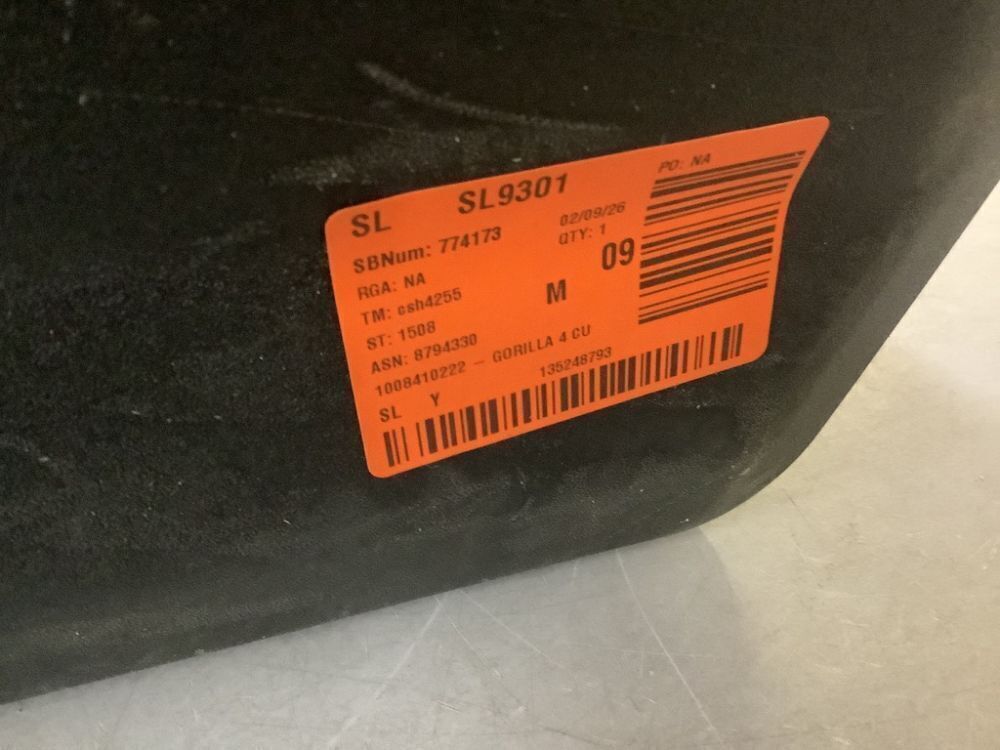 SL SL9301 PO: NA
SBNum: 774173 02/09/26
RGA: NA QTY: 1
TM: csh4255 M 09
ST: 1508
ASN: 8794330
1008410222 - GORILLA 4 CU
SL Y 135248793